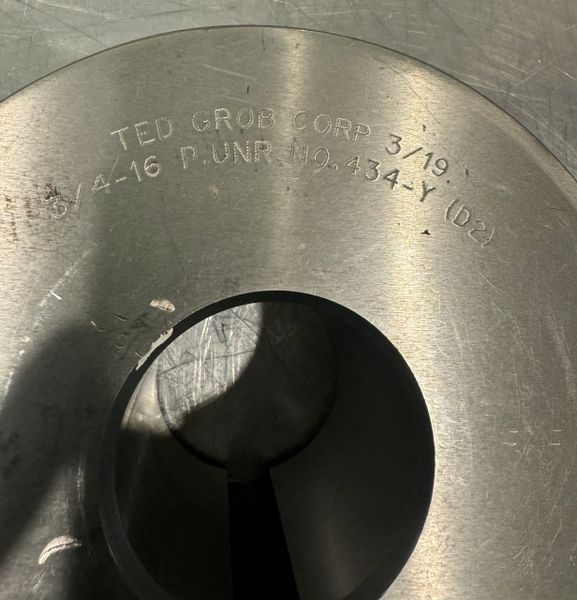 TED GROB CORP 3/19.
3/4-16 P.UNR NO.434-Y (D2)